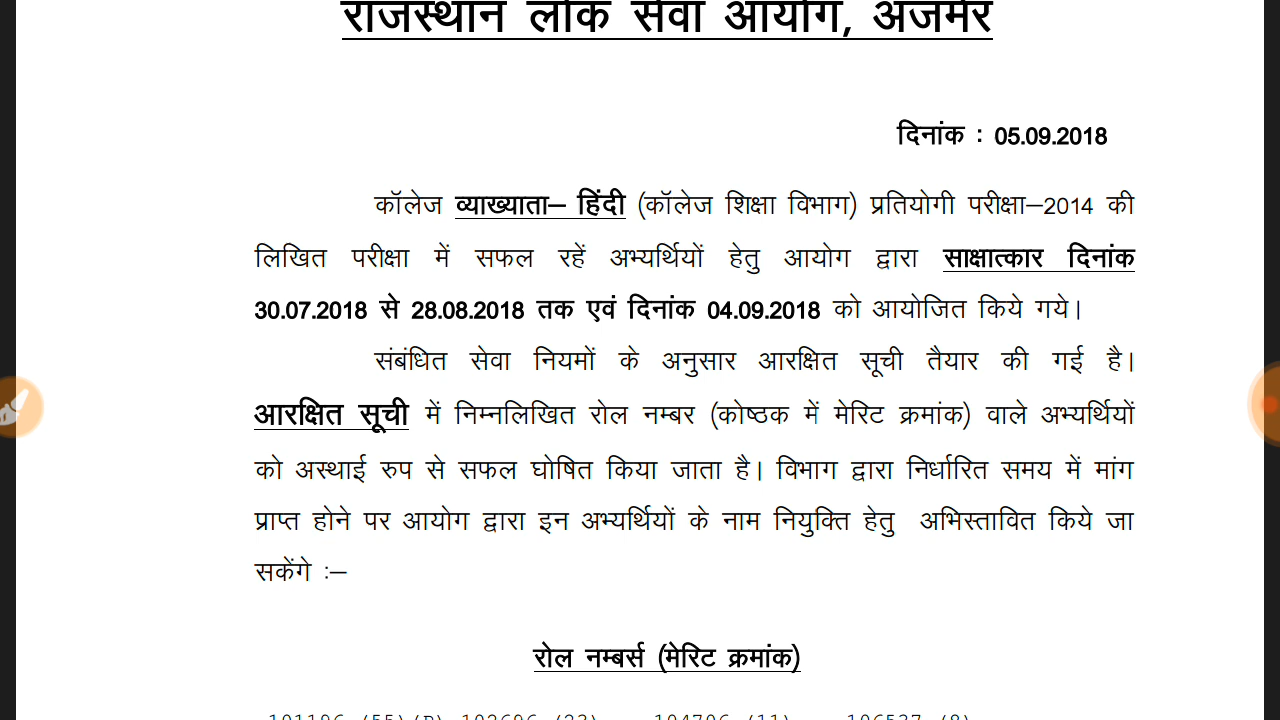 राजस्थान लोक सेवा आयोग, अजमेर
दिनांक : 05.09.2018
कॉलेज व्याख्याता– हिंदी (कॉलेज शिक्षा विभाग) प्रतियोगी परीक्षा–2014 की
लिखित परीक्षा में सफल रहें अभ्यर्थियों हेतु आयोग द्वारा साक्षात्कार दिनांक
30.07.2018 से 28.08.2018 तक एवं दिनांक 04.09.2018 को आयोजित किये गये।
संबंधित सेवा नियमों के अनुसार आरक्षित सूची तैयार की गई है।
आरक्षित सूची में निम्नलिखित रोल नम्बर (कोष्ठक में मेरिट क्रमांक) वाले अभ्यर्थियों
को अस्थाई रुप से सफल घोषित किया जाता है। विभाग द्वारा निर्धारित समय में मांग
प्राप्त होने पर आयोग द्वारा इन अभ्यर्थियों के नाम नियुक्ति हेतु अभिस्तावित किये जा
सकेंगे :–
रोल नम्बर्स (मेरिट क्रमांक)